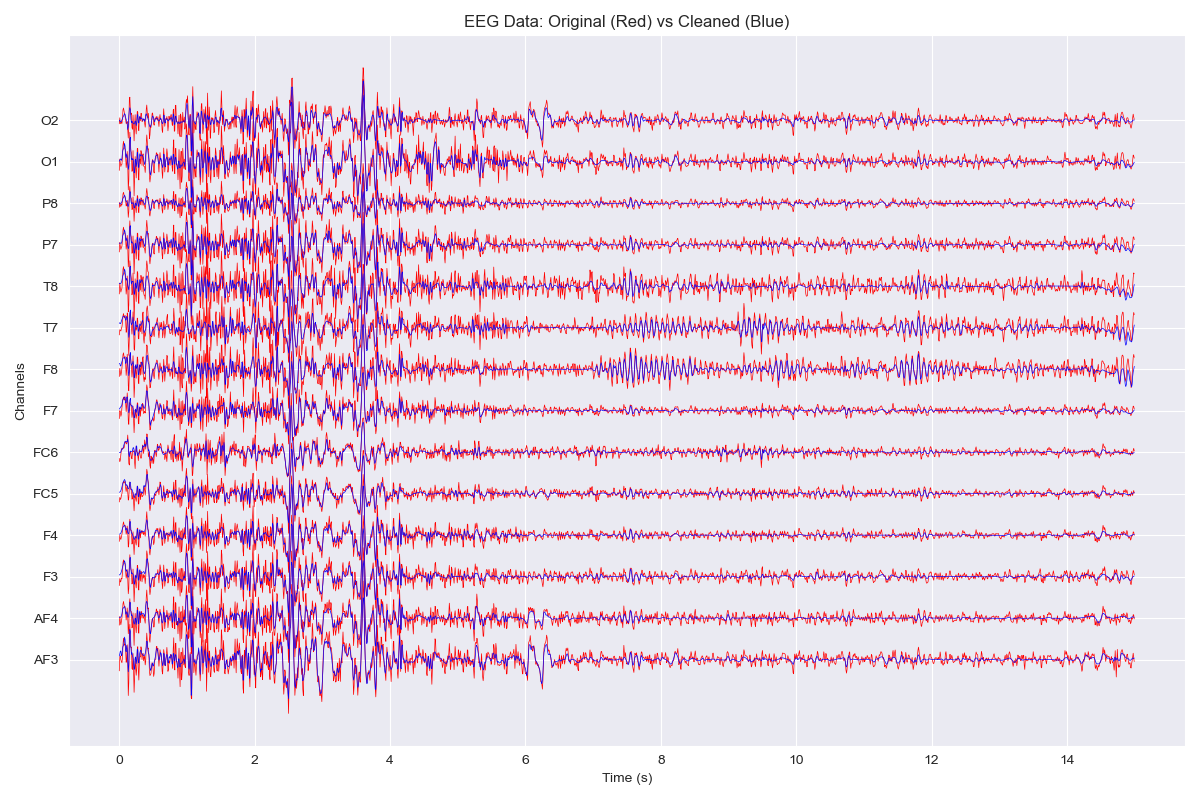 EEG Data: Original (Red) vs Cleaned (Blue)
O2
O1
P8
P7
T8
T7
F8
F7
FC6
FC5
F4
F3
AF4
AF3
Channels
0 2 4 6 8 10 12 14
Time (s)